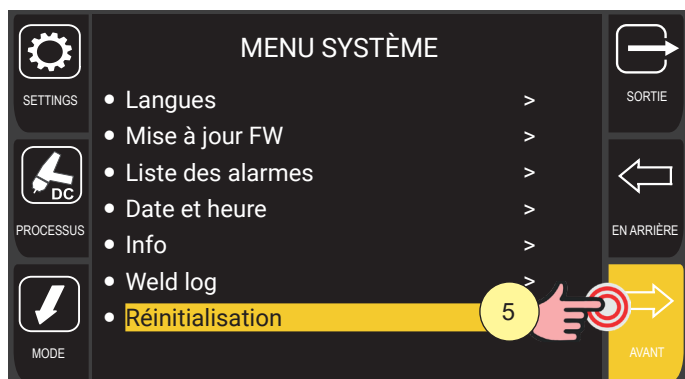 MENU SYSTÈME
SETTINGS
DC
PROCESSUS
MODE
• Langues >
• Mise à jour FW >
• Liste des alarmes >
• Date et heure >
• Info >
• Weld log >
• Réinitialisation
5
SORTIE
EN ARRIÈRE
AVANT